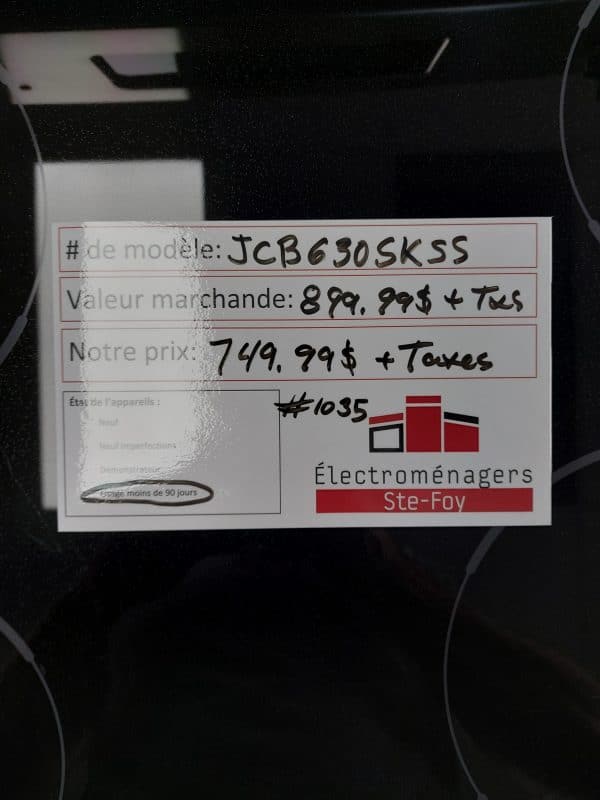 # de modèle: JCB630SKSS
Valeur marchande: 899.99$ + Txs
Notre prix: 749.99$ + Taxes
État de l'appareils :
#1035
Neuf
Neuf imperfections
Démonstrateur
Usagé moins de 90 jours
Électroménagers
Ste-Foy